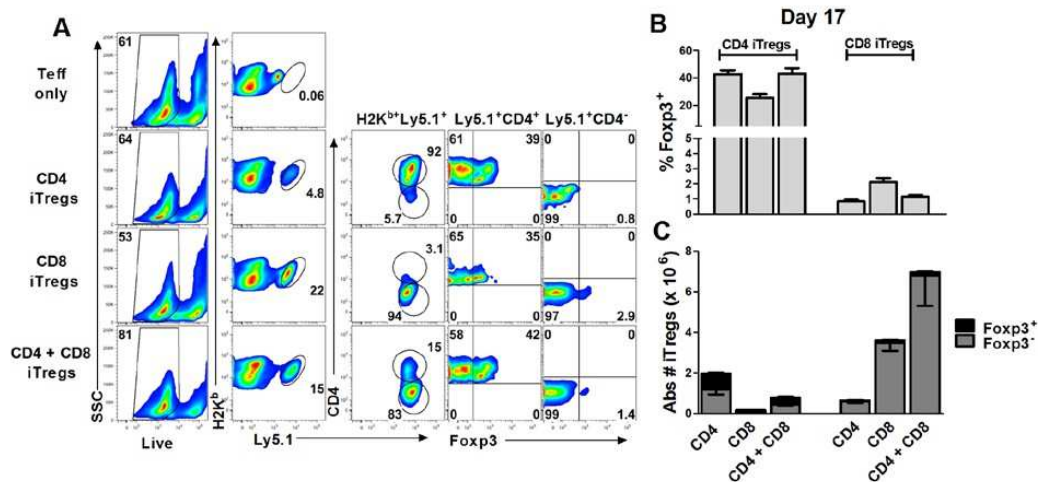 A
Day 17
B
CD4 iTregs
CD8 iTregs
% Foxp3+
60
40
20
5
4
3
2
1
0
C
Abs # iTregs (x 10^6)
8
6
4
2
0
Foxp3+
Foxp3-
CD4
CD8
CD4 + CD8
CD4
CD8
CD4 + CD8
Teff
only
61
0.06
H2Kb+Ly5.1+ Ly5.1+CD4+ Ly5.1+CD4-
CD4
iTregs
64
4.8
92
5.7
61 39
0 0
0 0
99 0.8
CD8
iTregs
53
22
3.1
94
65 35
0 0
0 0
97 2.9
CD4 + CD8
iTregs
81
15
15
83
58 42
0 0
0 0
99 1.4
SSC
H2Kb
CD4
Live
Ly5.1
Foxp3